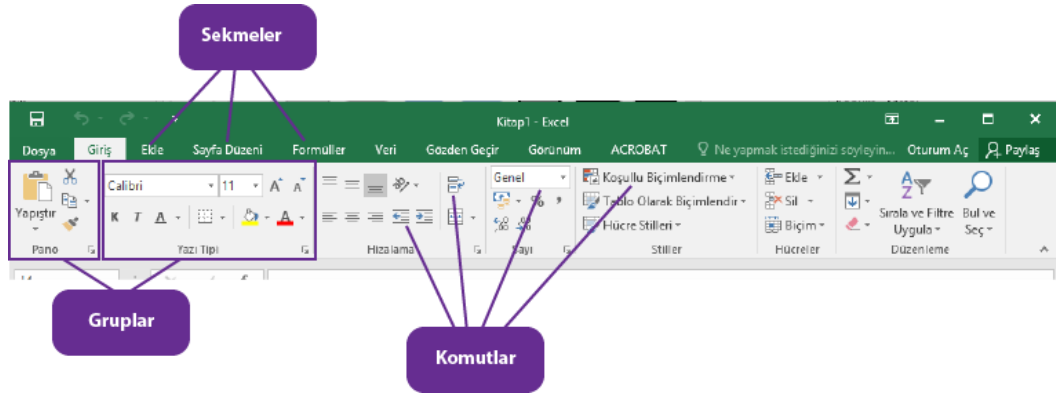 Sekmeler
Kitap1 - Excel
Dosya Giriş Ekle Sayfa Düzeni Formüller Veri Gözden Geçir Görünüm ACROBAT Ne yapmak istediğinizi söyleyin... Oturum Aç Paylaş
Calibri 11 A A Genel Koşullu Biçimlendirme Ekle Σ A Z
Yapıştır % , Tablo Olarak Biçimlendir Sil Sırala ve Filtre Bul ve
K T A A Hücre Stilleri Biçim Uygula Seç
Pano Yazı Tipi Hizalama Sayı Stiller Hücreler Düzenleme
Gruplar
Komutlar